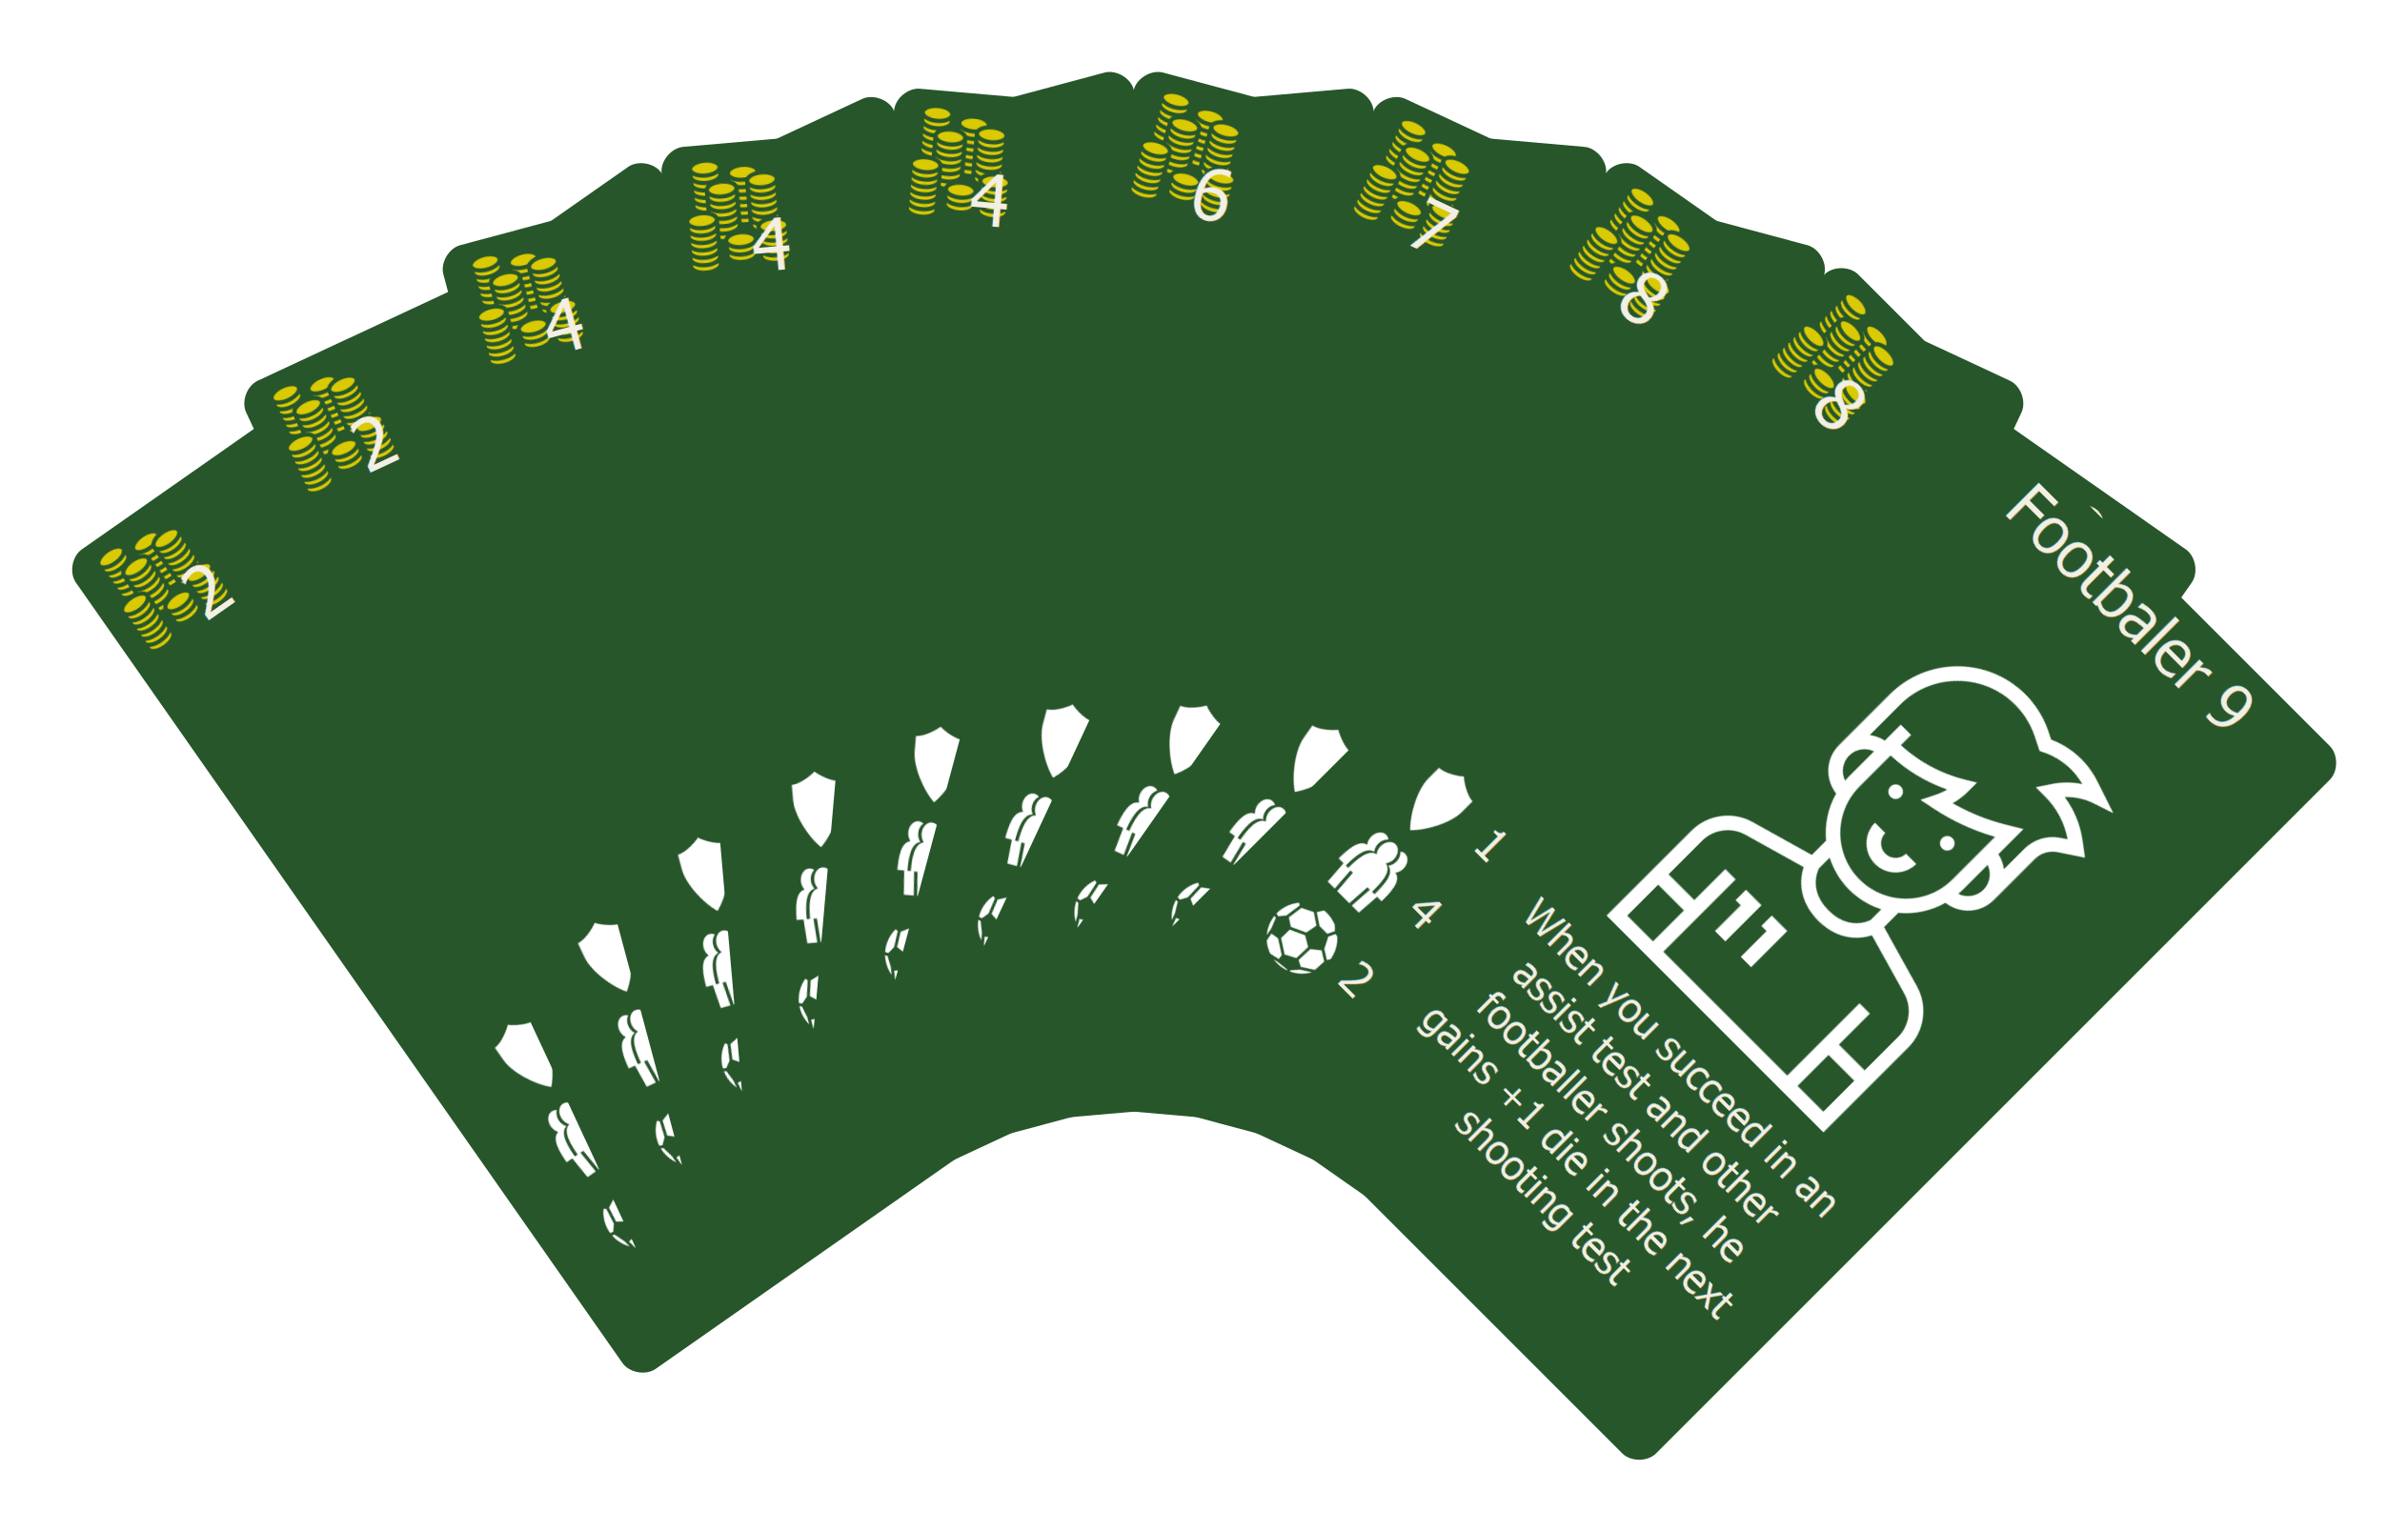 2
2
4
4
4
6
7
8
8
Footbaler 9
1
4
2
When you succeed in an
assist test and other
footballer shoots, he
gains +1 die in the next
shooting test